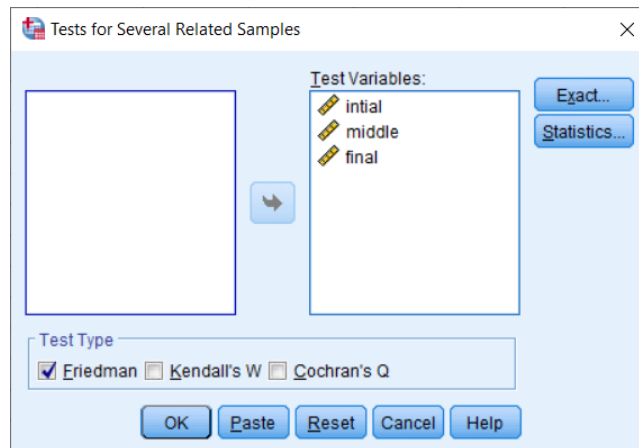 Tests for Several Related Samples
Test Variables:
intial
middle
final
Exact...
Statistics...
Test Type
Friedman Kendall's W Cochran's Q
OK Paste Reset Cancel Help